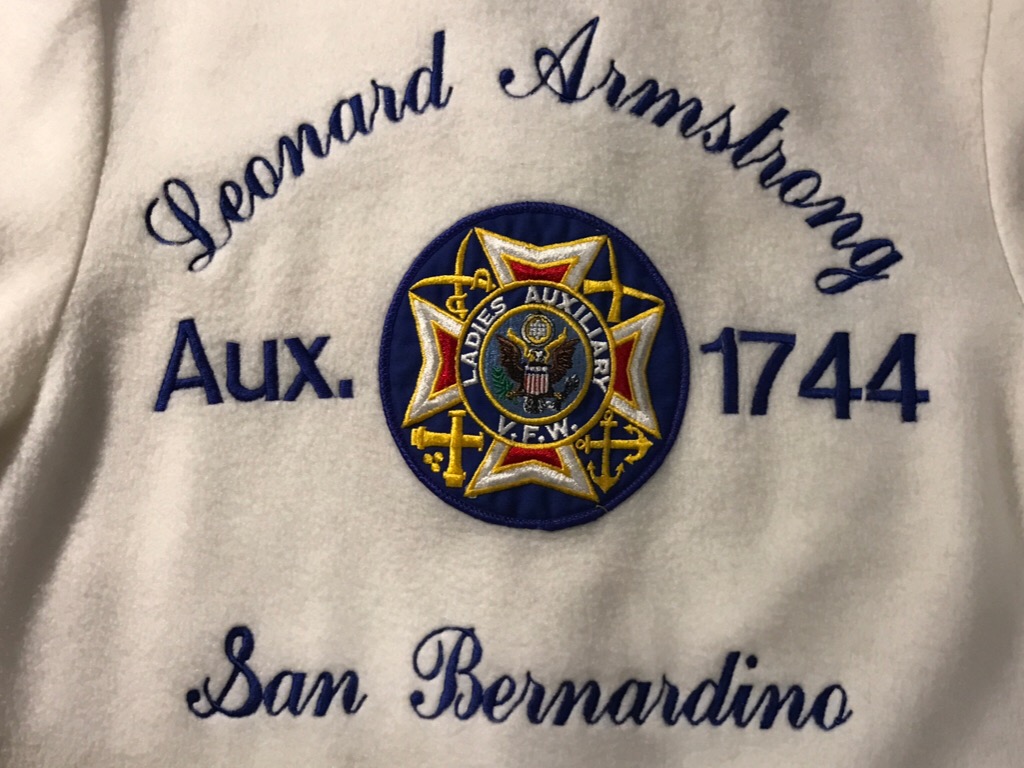 Leonard Armstrong
Aux.
LADIES AUXILIARY
V.F.W.
1744
San Bernardino